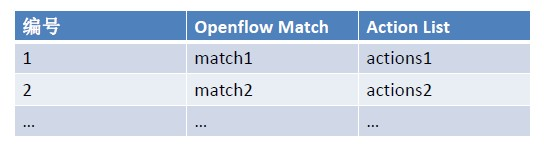 编号 Openflow Match Action List
1 match1 actions1
2 match2 actions2
... ... ...